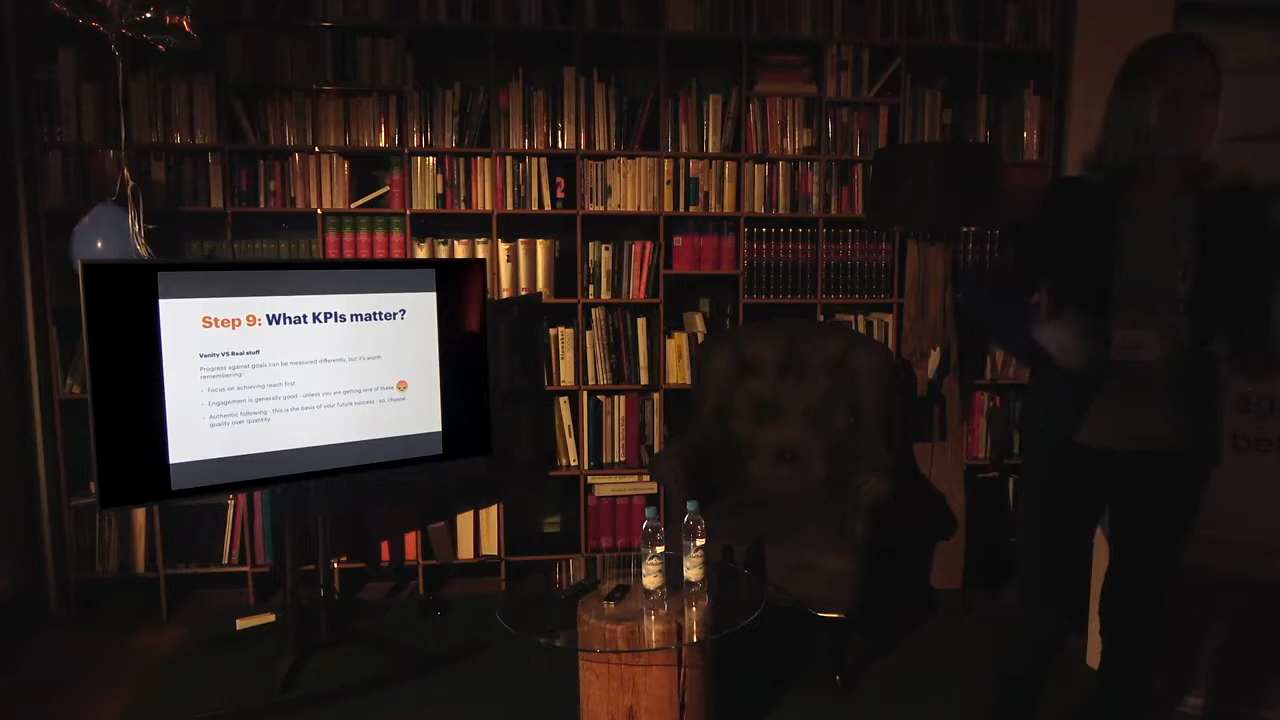 Step 9: What KPIs matter?
Vanity VS Real stuff
Progress against goals can be measured differently, but it's worth
remembering:
- Focus on achieving reach first
- Engagement is generally good - unless you are getting one of these
- Authentic following - this is the basis of your future success - so, choose
quality over quantity.
2